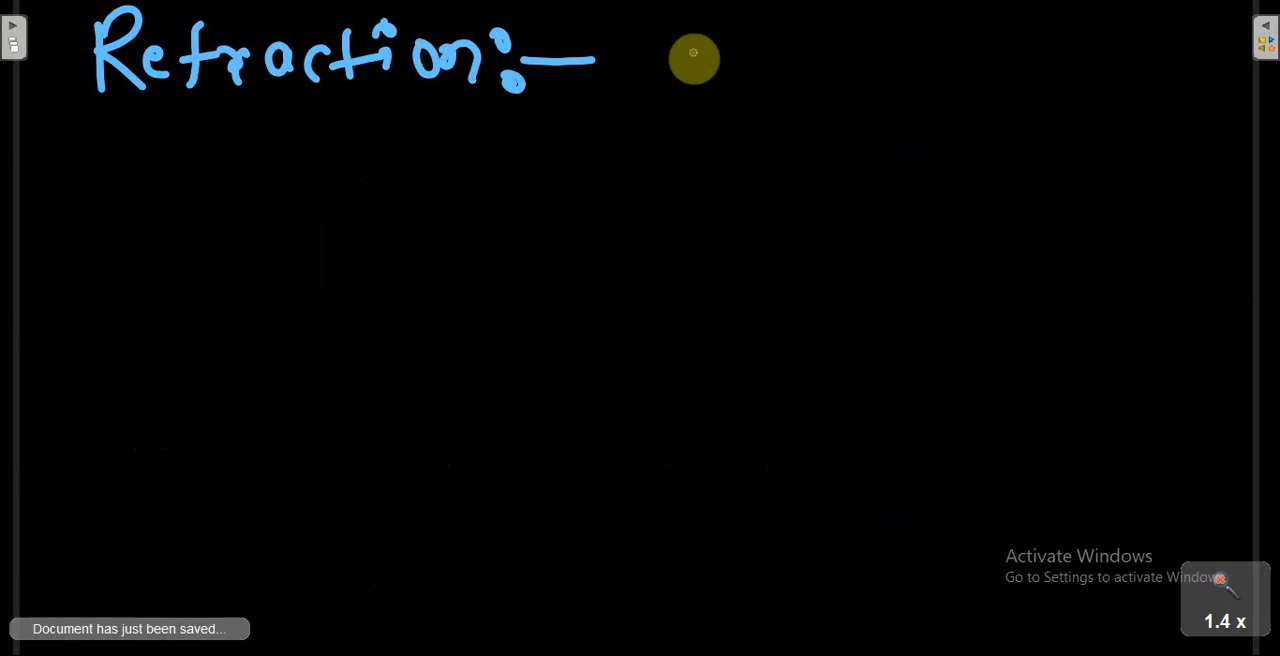 Refraction:—
Activate Windows
Go to Settings to activate Windows.
1.4 x
Document has just been saved...